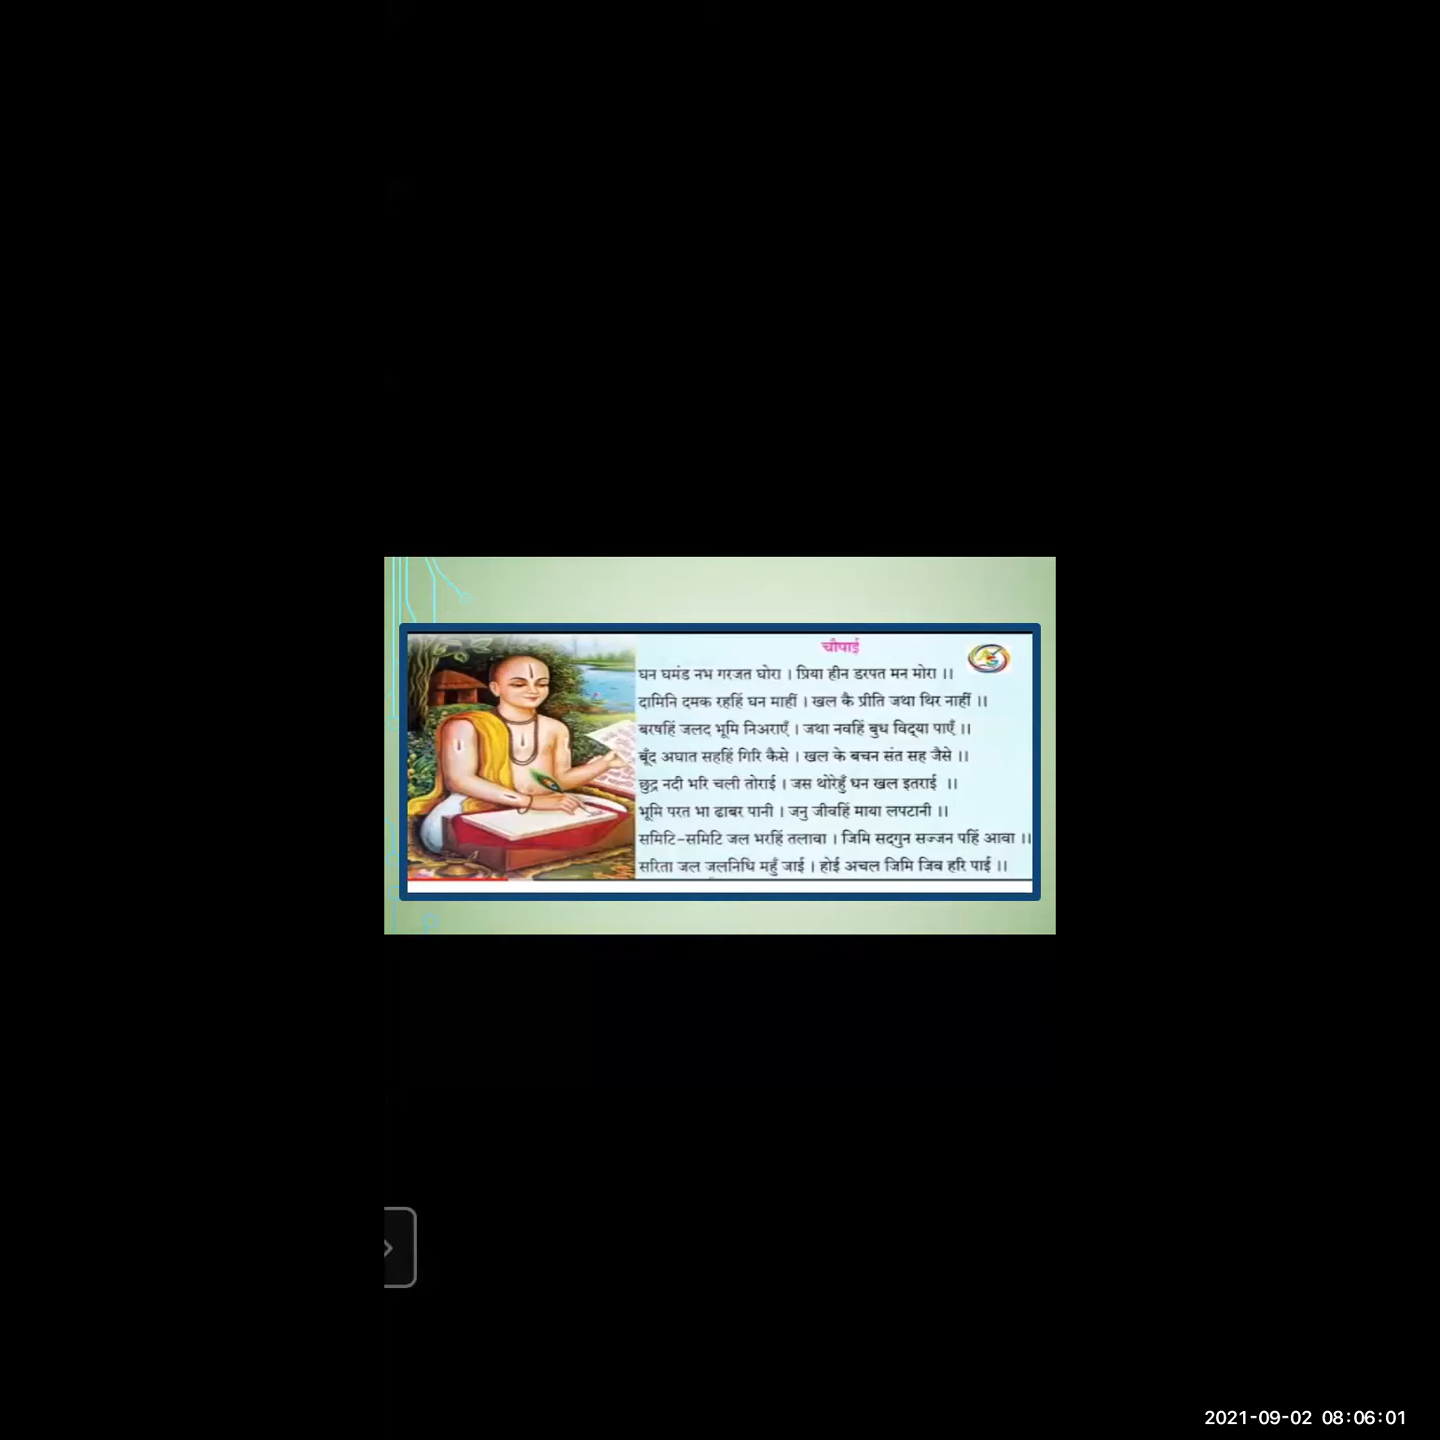 चौपाई
घन घमंड नभ गरजत घोरा । प्रिया हीन डरपत मन मोरा ।।
दामिनि दमक रहहिं घन माहीं । खल कै प्रीति जथा थिर नाहीं ।।
बरषहिं जलद भूमि निअराएँ । जथा नवहिं बुध विद्‌या पाएँ ।।
बूँद अघात सहहिं गिरि कैसे । खल के बचन संत सह जैसे ।।
छुद्र नदी भरि चली तोराई । जस थोरेहुँ धन खल इतराई ।।
भूमि परत भा ढाबर पानी । जनु जीवहिं माया लपटानी ।।
समिटि-समिटि जल भरहिं तलावा । जिमि सद्‌गुन सज्जन पहिं आवा ।।
सरिता जल जलनिधि महुँ जाई । होई अचल जिमि जिव हरि पाई ।।
2021-09-02 08:06:01